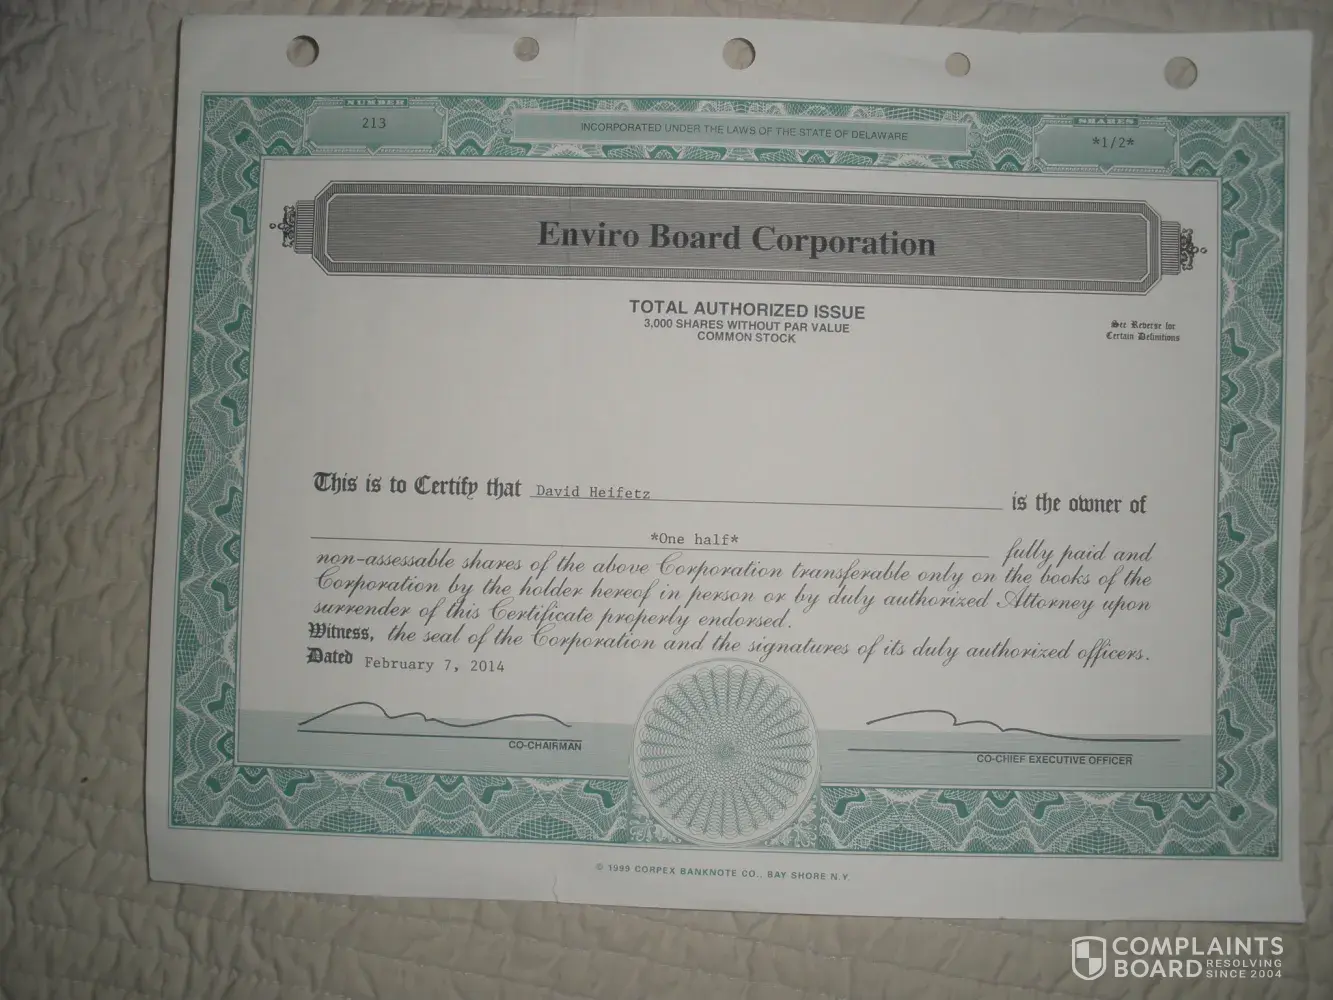 NUMBER
213
INCORPORATED UNDER THE LAWS OF THE STATE OF DELAWARE
SHARES
*1/2*
Enviro Board Corporation
TOTAL AUTHORIZED ISSUE
3,000 SHARES WITHOUT PAR VALUE
COMMON STOCK
See Reverse for
Certain Definitions
This is to Certify that David Heifetz is the owner of
*One half* fully paid and
non-assessable shares of the above Corporation transferable only on the books of the
Corporation by the holder hereof in person or by duly authorized Attorney upon
surrender of this Certificate properly endorsed.
Witness, the seal of the Corporation and the signatures of its duly authorized officers.
Dated February 7, 2014
CO-CHAIRMAN
CO-CHIEF EXECUTIVE OFFICER
© 1999 CORPEX BANKNOTE CO., BAY SHORE N.Y.
COMPLAINTS
BOARD RESOLVING
SINCE 2004